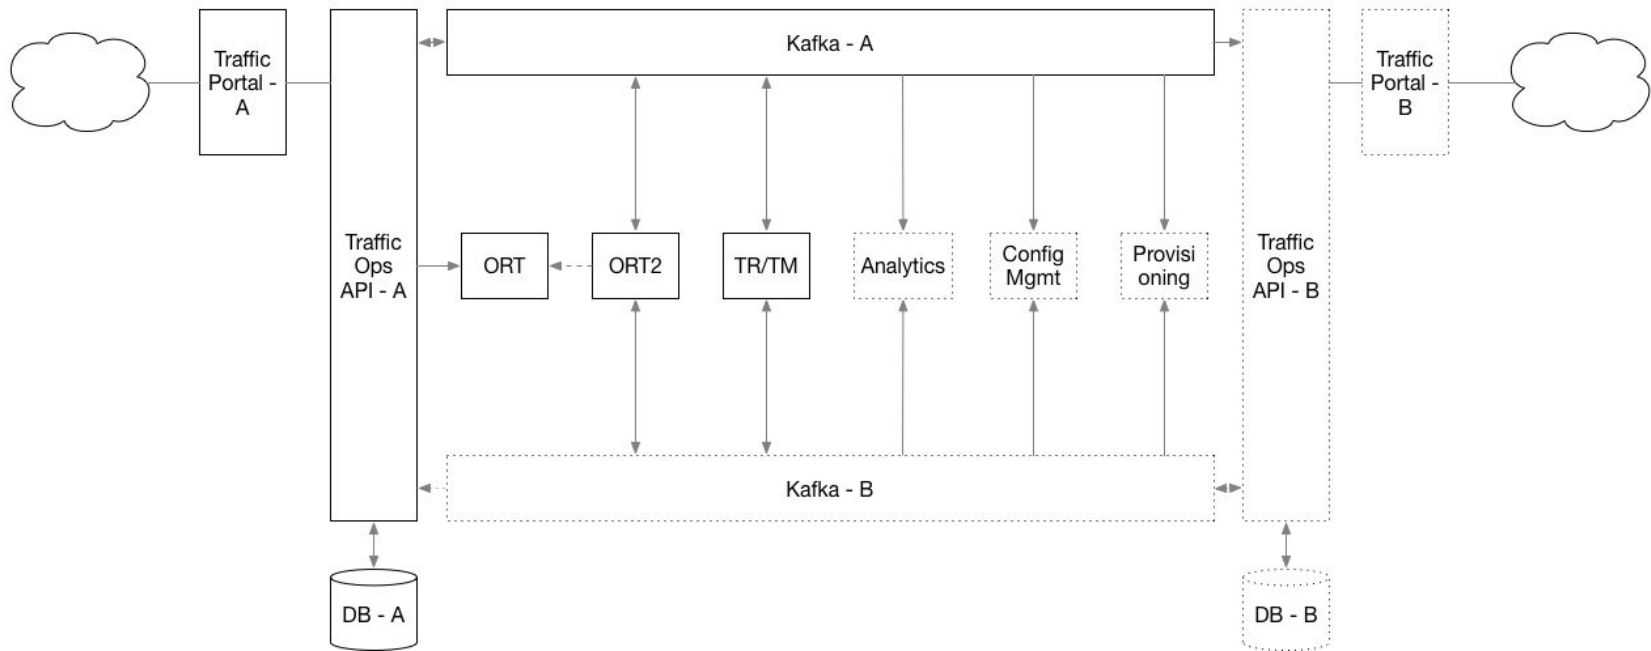 Traffic
Portal -
A
Kafka - A
Traffic
Portal -
B
Traffic
Ops
API - A
ORT
ORT2
TR/TM
Analytics
Config
Mgmt
Provisi
oning
Traffic
Ops
API - B
Kafka - B
DB - A
DB - B